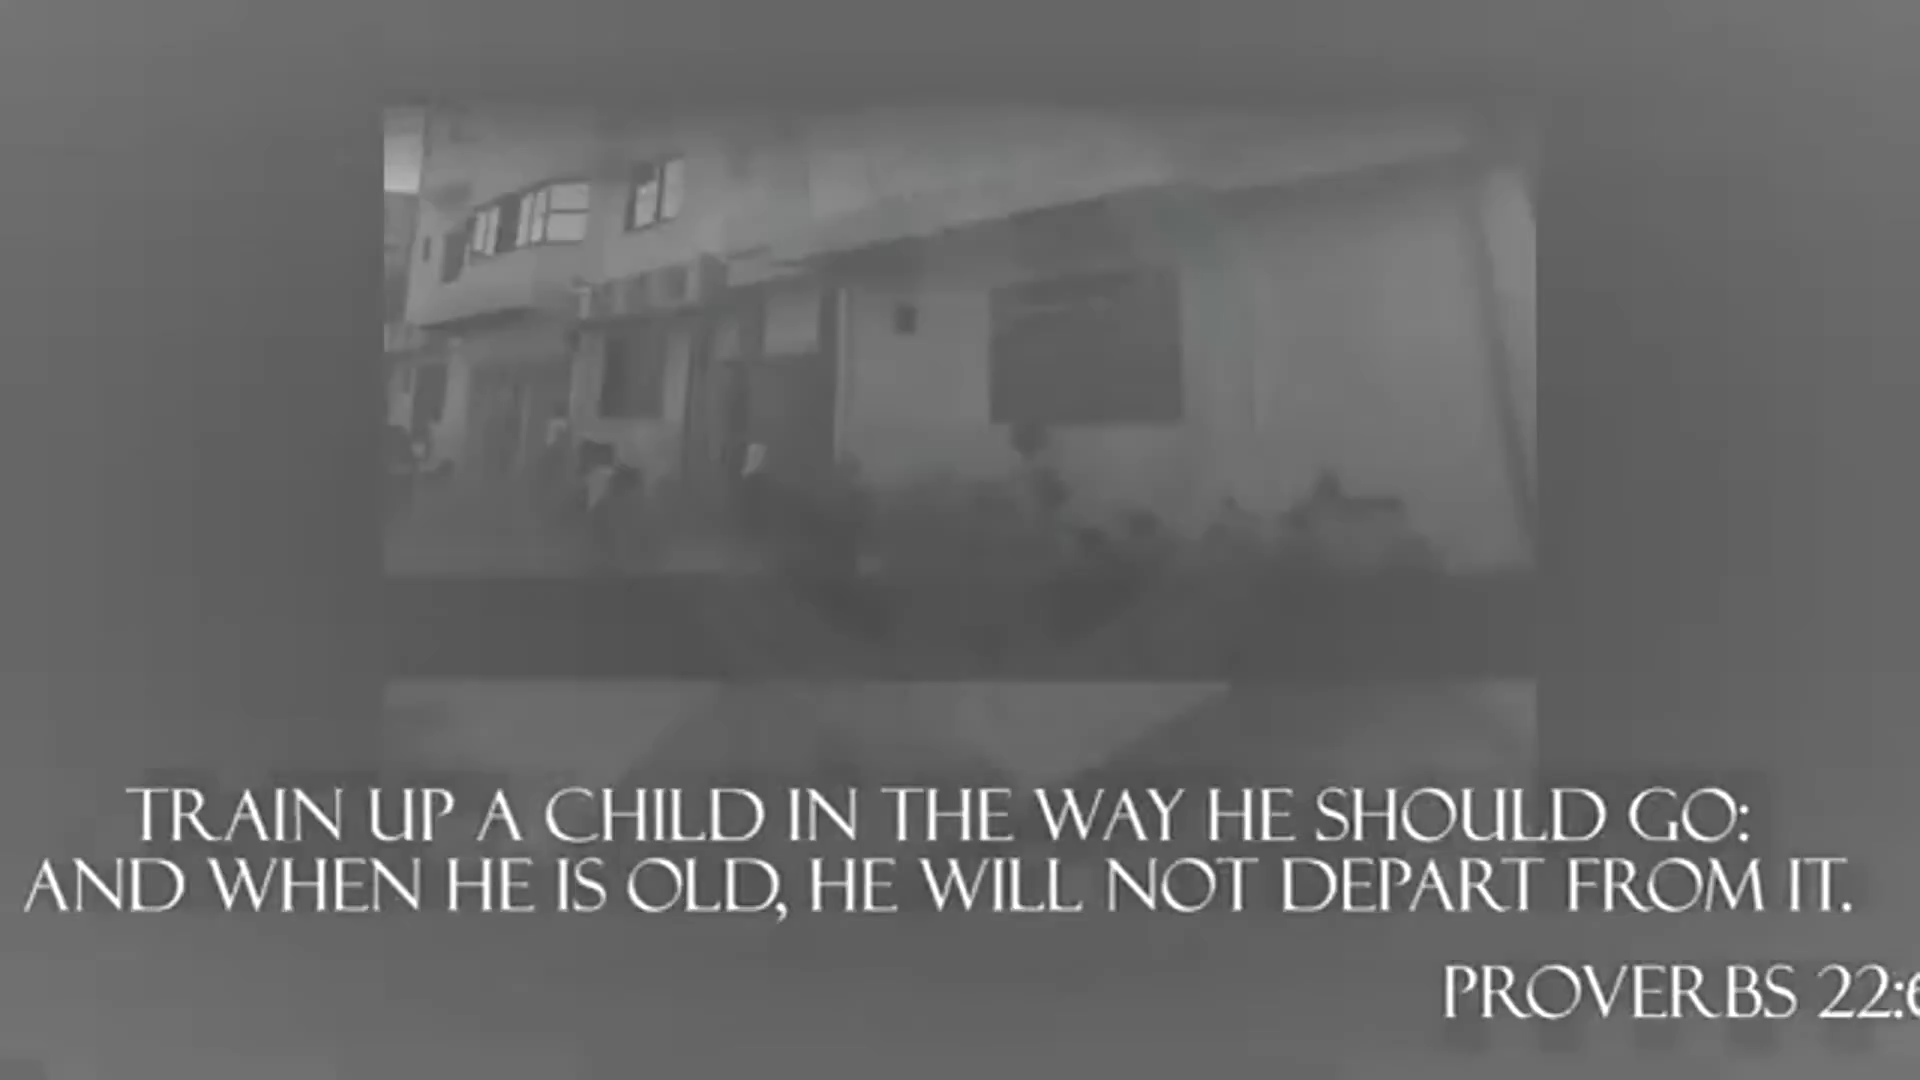 TRAIN UP A CHILD IN THE WAY HE SHOULD GO:
AND WHEN HE IS OLD, HE WILL NOT DEPART FROM IT.
PROVERBS 22:6